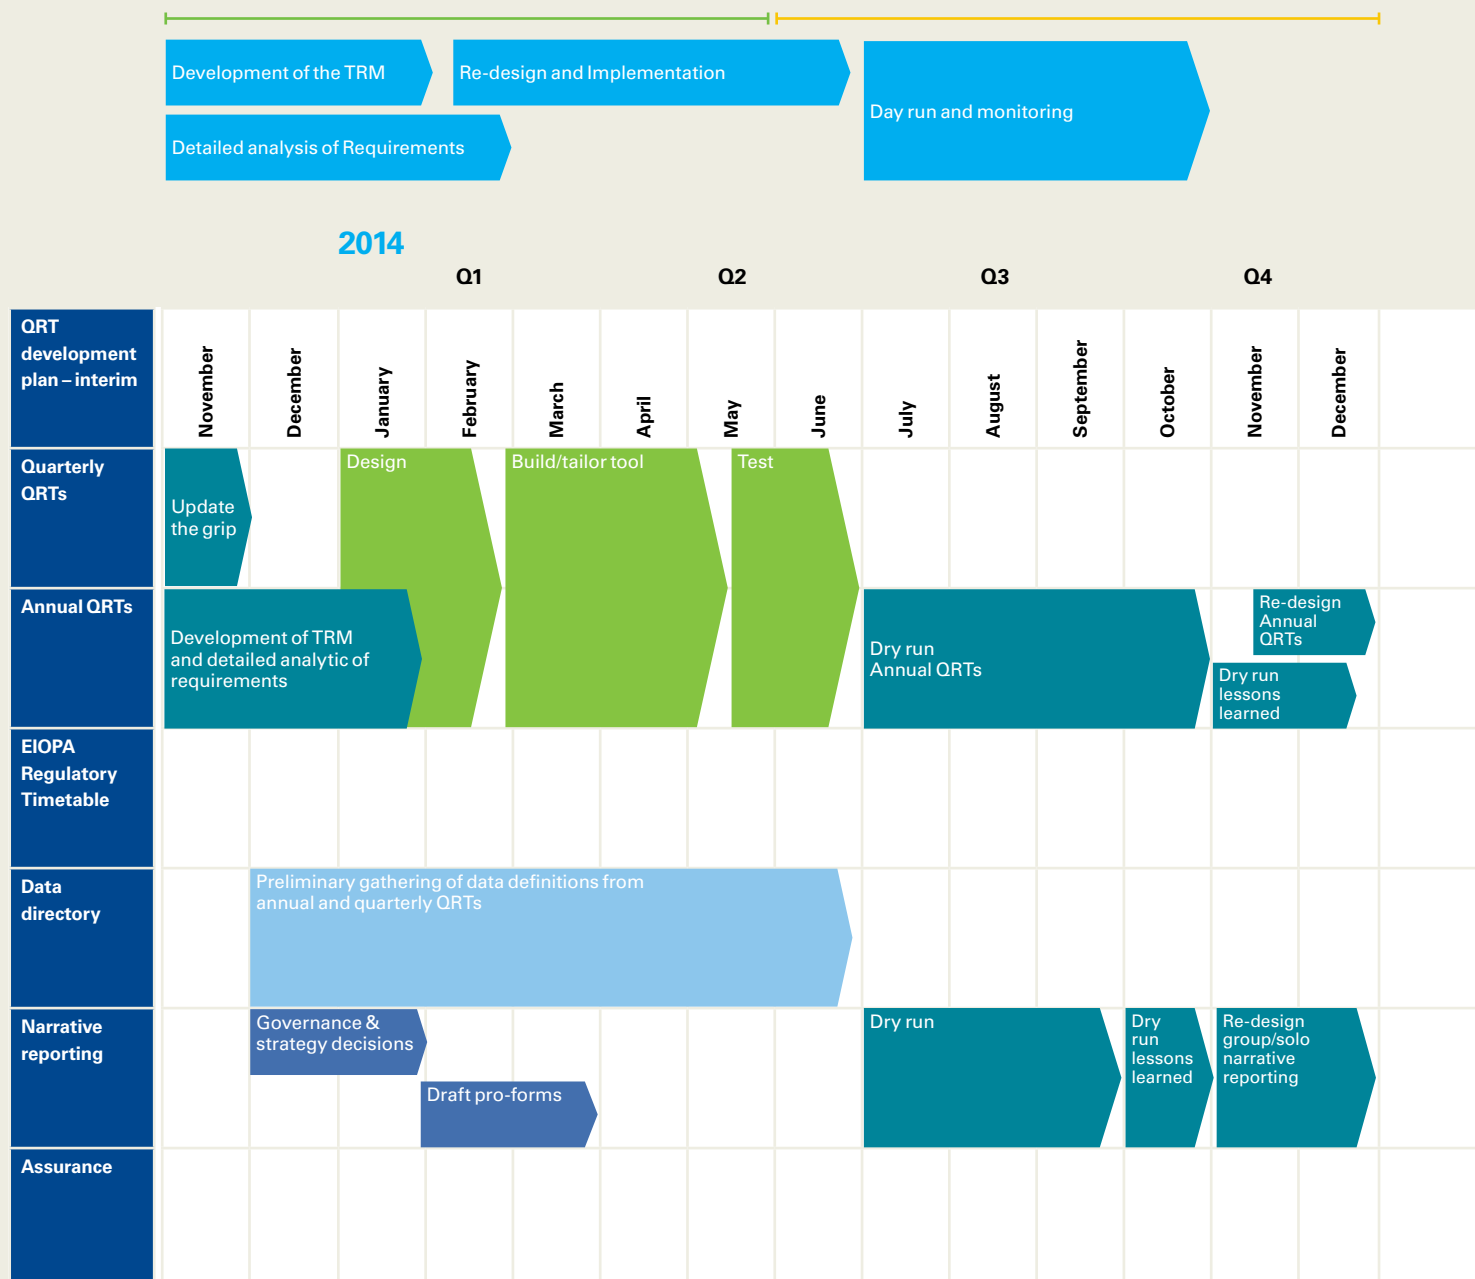 Development of the TRM
Re-design and Implementation
Day run and monitoring
Detailed analysis of Requirements
2014
Q1
Q2
Q3
Q4
QRT
development
plan – interim
November
December
January
February
March
April
May
June
July
August
September
October
November
December
Quarterly
QRTs
Update
the grip
Design
Build/tailor tool
Test
Annual QRTs
Development of TRM
and detailed analytic of
requirements
Dry run
Annual QRTs
Re-design
Annual
QRTs
Dry run
lessons
learned
EIOPA
Regulatory
Timetable
Data
directory
Preliminary gathering of data definitions from
annual and quarterly QRTs
Narrative
reporting
Governance &
strategy decisions
Draft pro-forms
Dry run
Dry
run
lessons
learned
Re-design
group/solo
narrative
reporting
Assurance